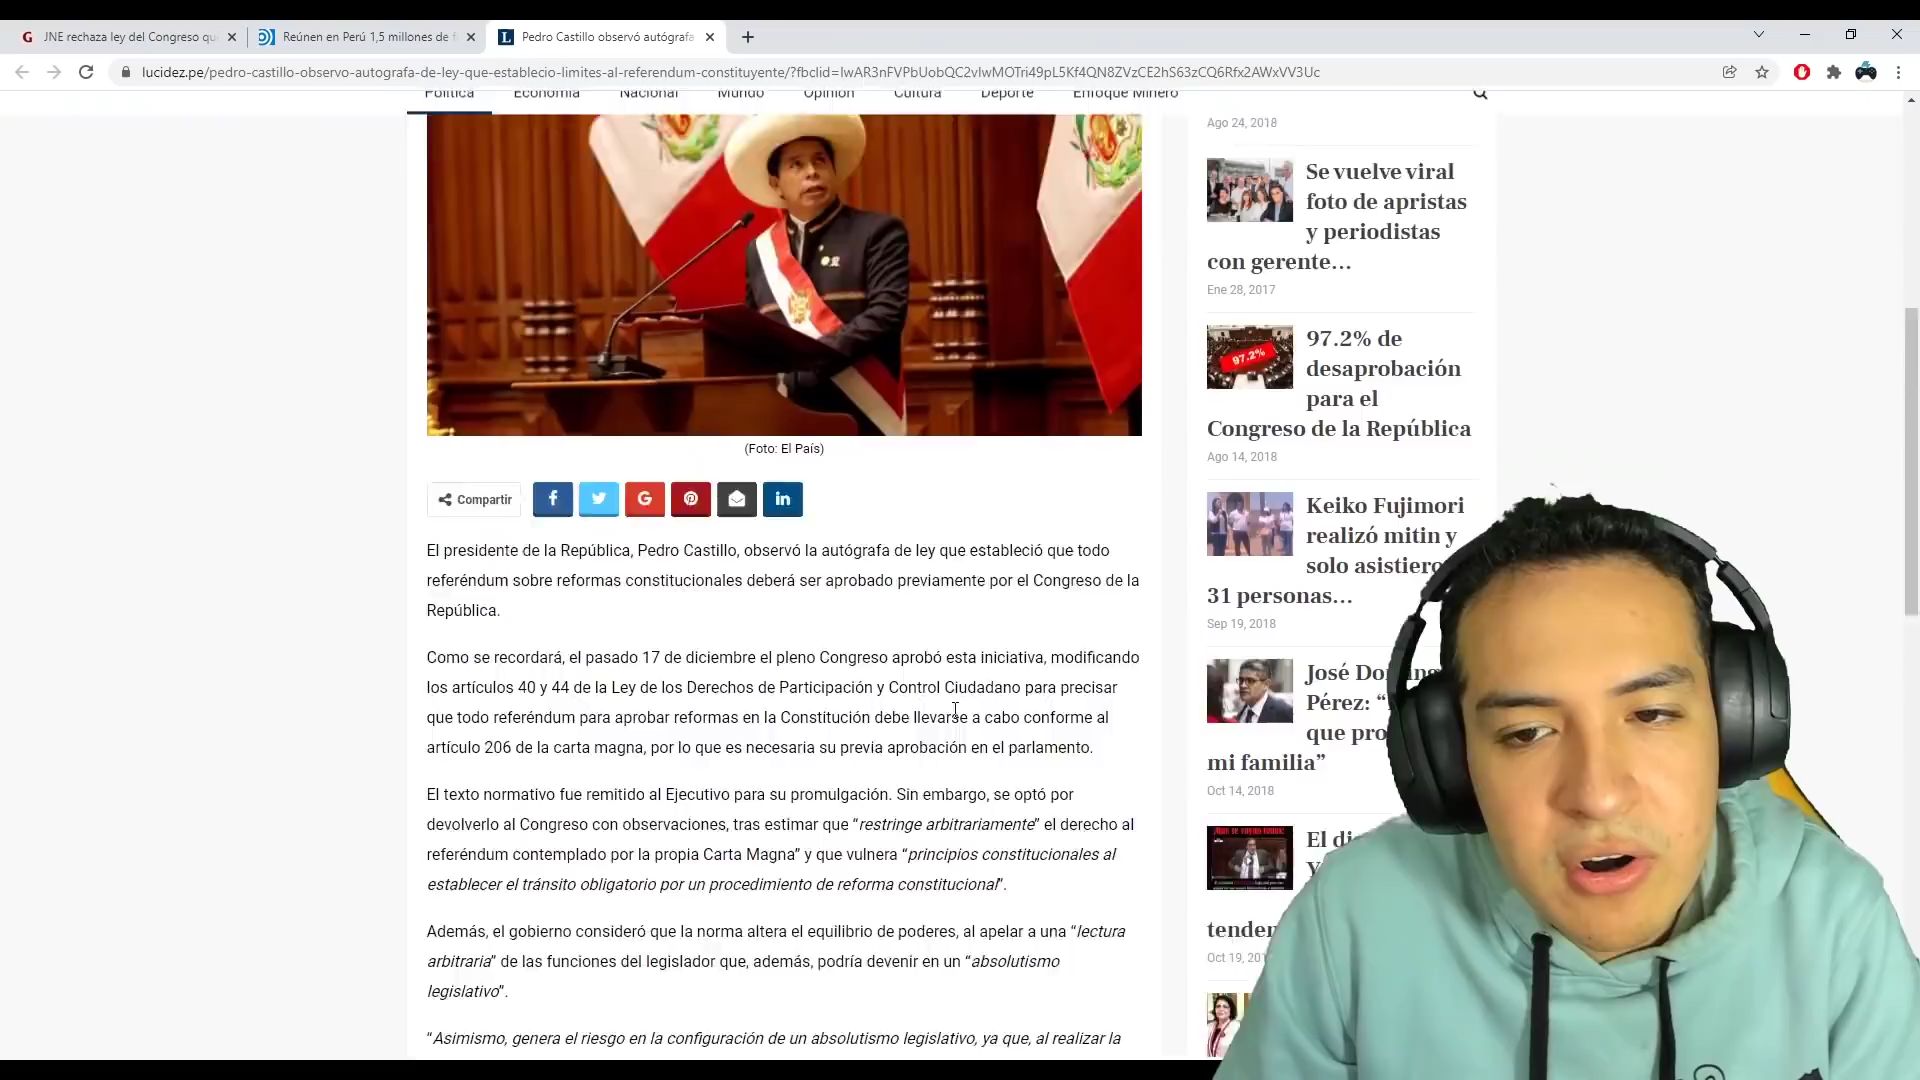 JNE rechaza ley del Congreso que
Reúnen en Perú 1,5 millones de f
Pedro Castillo observó autógrafa
lucidez.pe/pedro-castillo-observo-autografa-de-ley-que-establecio-limites-al-referendum-constituyente/?fbclid=IwAR3nFVPbUobQC2vIwMOTri49pL5Kf4QN8ZVzCE2hS63zCQ6Rfx2AWxVV3Uc
Política Economía Nacional Mundo Opinión Cultura Deporte Enfoque Minero
(Foto: El País)
Compartir
El presidente de la República, Pedro Castillo, observó la autógrafa de ley que estableció que todo
referéndum sobre reformas constitucionales deberá ser aprobado previamente por el Congreso de la
República.
Como se recordará, el pasado 17 de diciembre el pleno Congreso aprobó esta iniciativa, modificando
los artículos 40 y 44 de la Ley de los Derechos de Participación y Control Ciudadano para precisar
que todo referéndum para aprobar reformas en la Constitución debe llevarse a cabo conforme al
artículo 206 de la carta magna, por lo que es necesaria su previa aprobación en el parlamento.
El texto normativo fue remitido al Ejecutivo para su promulgación. Sin embargo, se optó por
devolverlo al Congreso con observaciones, tras estimar que “restringe arbitrariamente” el derecho al
referéndum contemplado por la propia Carta Magna” y que vulnera “principios constitucionales al
establecer el tránsito obligatorio por un procedimiento de reforma constitucional”.
Además, el gobierno consideró que la norma altera el equilibrio de poderes, al apelar a una “lectura
arbitraria” de las funciones del legislador que, además, podría devenir en un “absolutismo
legislativo”.
“Asimismo, genera el riesgo en la configuración de un absolutismo legislativo, ya que, al realizar la
Ago 24, 2018
Se vuelve viral
foto de apristas
y periodistas
con gerente...
Ene 28, 2017
97.2%
97.2% de
desaprobación
para el
Congreso de la República
Ago 14, 2018
Keiko Fujimori
realizó mitin y
solo asistiero
31 personas...
Sep 19, 2018
José Doming
Pérez: “
que pro
mi familia”
Oct 14, 2018
El di
Y
tenden
Oct 19, 201